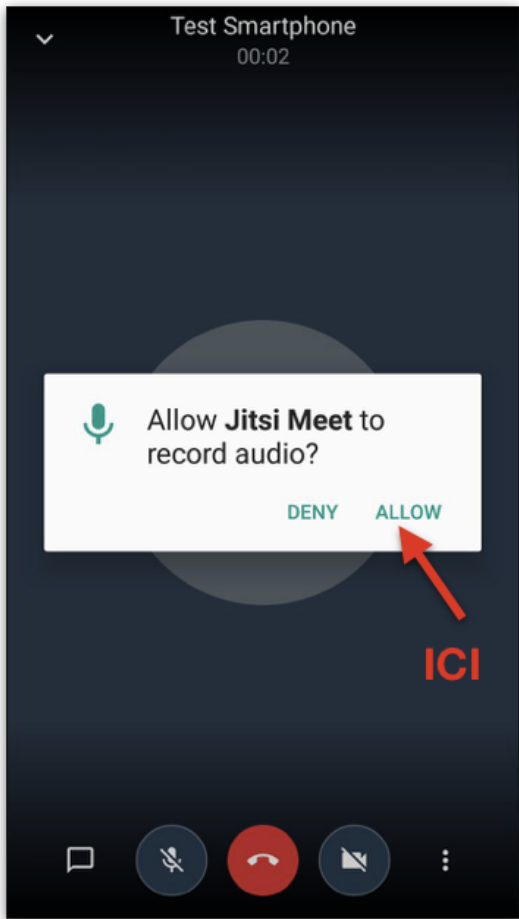 Test Smartphone
00:02
Allow Jitsi Meet to
record audio?
DENY ALLOW
ICI